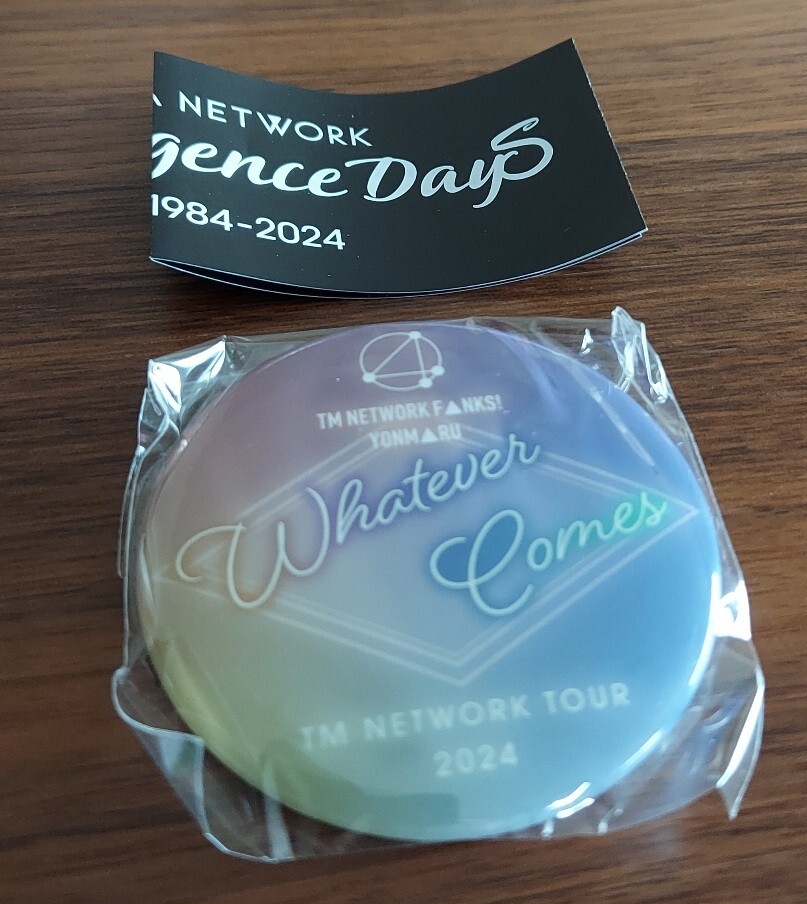 NETWORK
gence DayS
1984-2024
TM NETWORK F▲NKS!
YONM▲RU
Whatever
Comes
TM NETWORK TOUR
2024